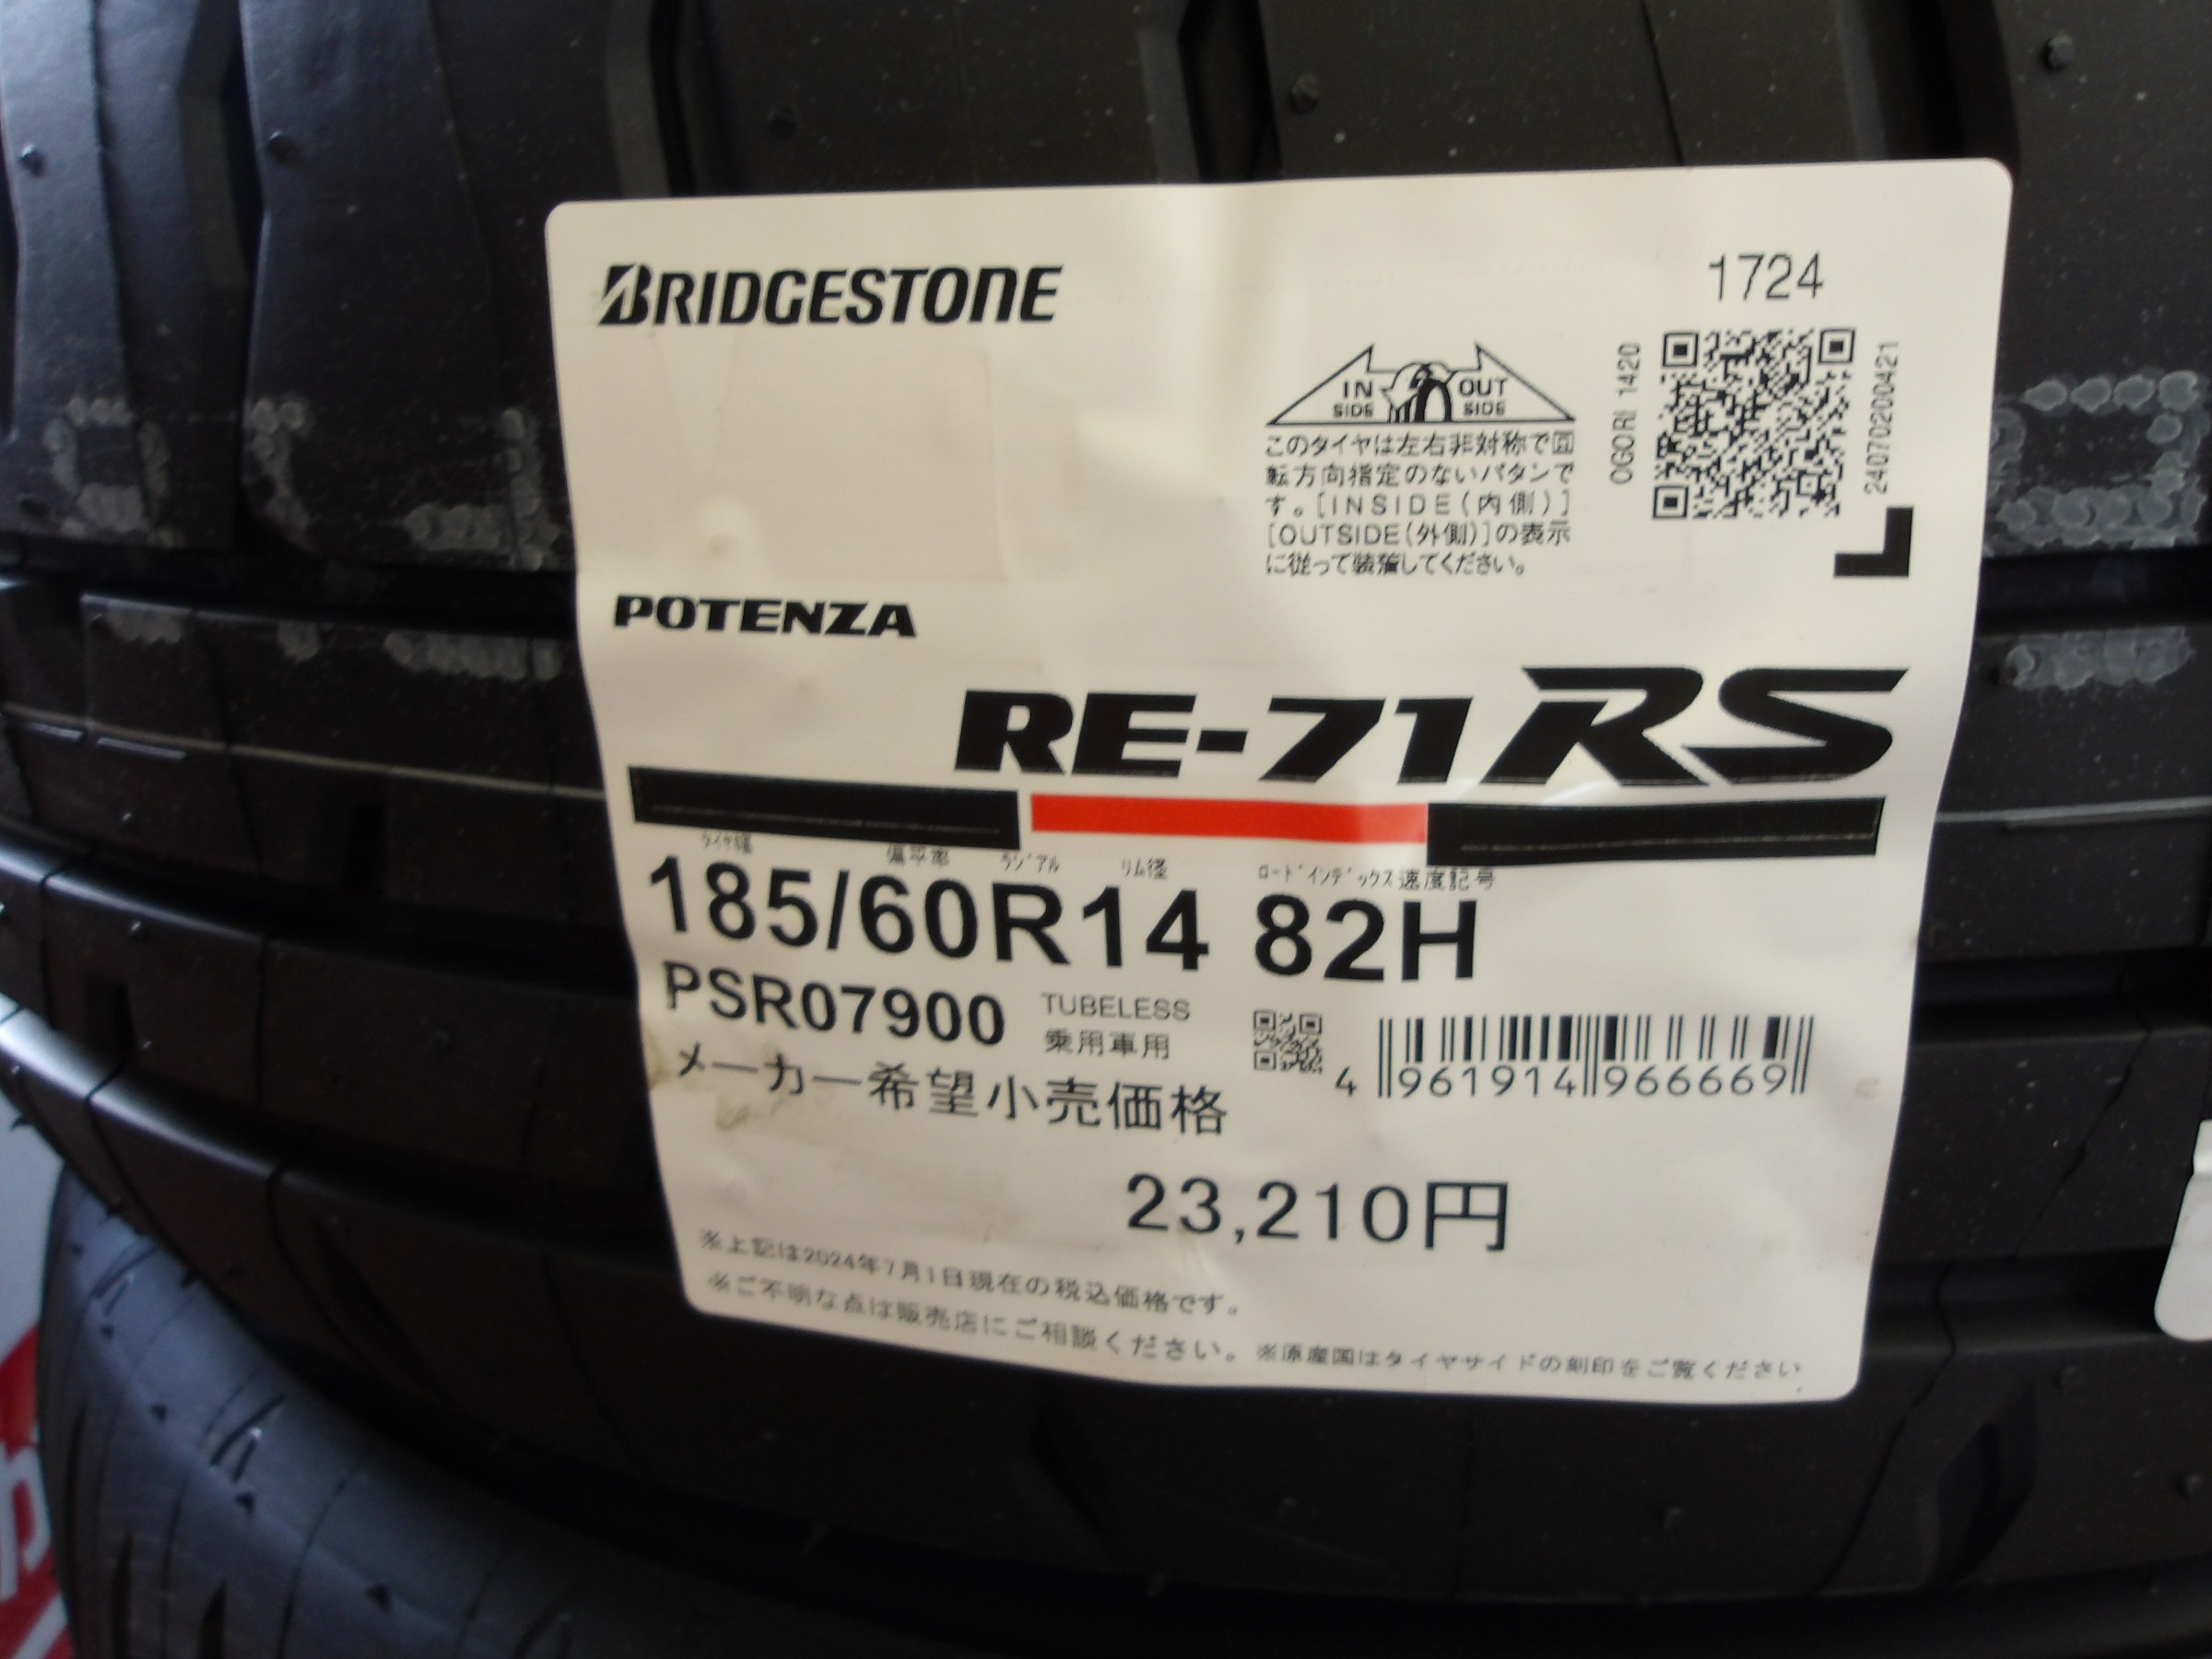 BRIDGESTONE
1724
OGORI 1420
240702000421
IN SIDE
OUT SIDE
このタイヤは左右非対称で回
転方向指定のないパタンで
す。[INSIDE(内側)]
[OUTSIDE(外側)]の表示
に従って装着してください。
L
POTENZA
RE-71RS
タイヤ幅 偏平率 ラジアル リム径 ロードインデックス 速度記号
185/60R14 82H
PSR07900
TUBELESS
乗用車用
4 961914 966669
メーカー希望小売価格
23,210円
※上記は2024年7月1日現在の税込価格です。
※ご不明な点は販売店にご相談ください。※原産国はタイヤサイドの刻印をご覧ください